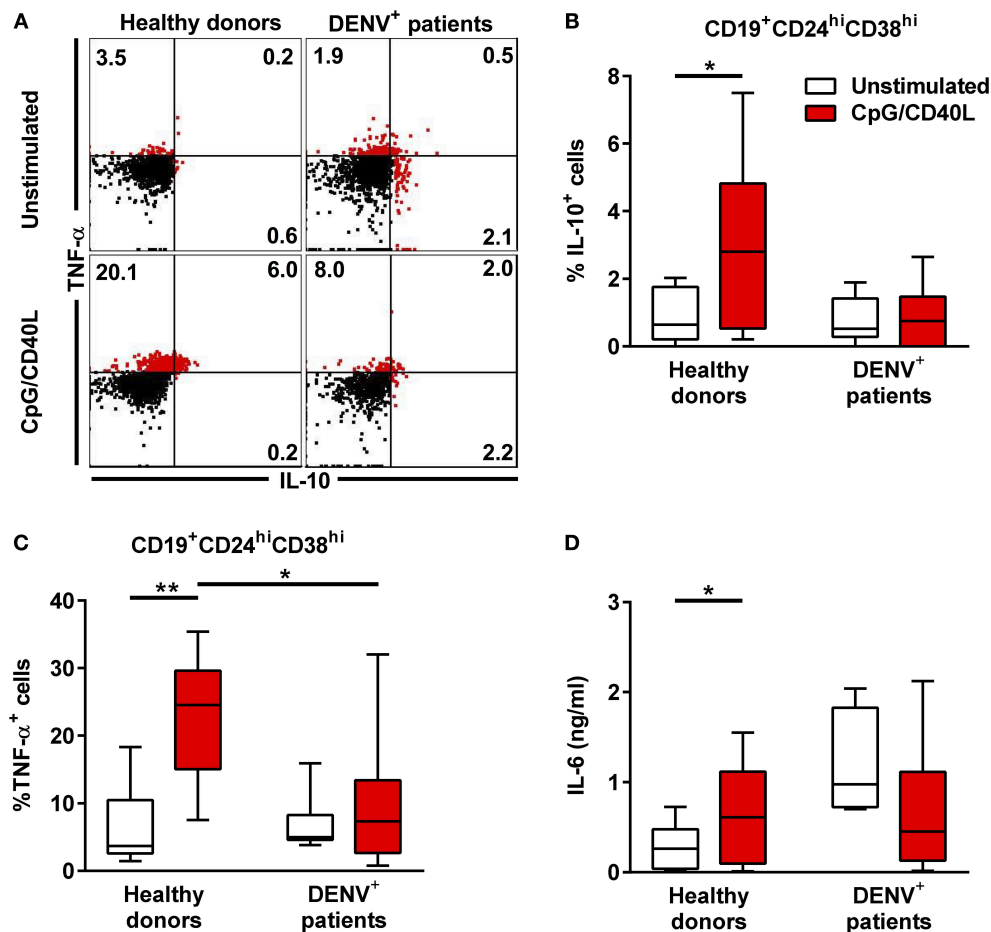 A
Healthy donors
DENV+ patients
Unstimulated
3.5
0.2
0.6
1.9
0.5
2.1
TNF-α
CpG/CD40L
20.1
6.0
0.2
8.0
2.0
2.2
IL-10
B
CD19+CD24hiCD38hi
*
Unstimulated
CpG/CD40L
% IL-10+ cells
8
6
4
2
0
Healthy
donors
DENV+
patients
C
CD19+CD24hiCD38hi
**
*
%TNF-α+ cells
40
30
20
10
0
Healthy
donors
DENV+
patients
D
*
IL-6 (ng/ml)
3
2
1
0
Healthy
donors
DENV+
patients